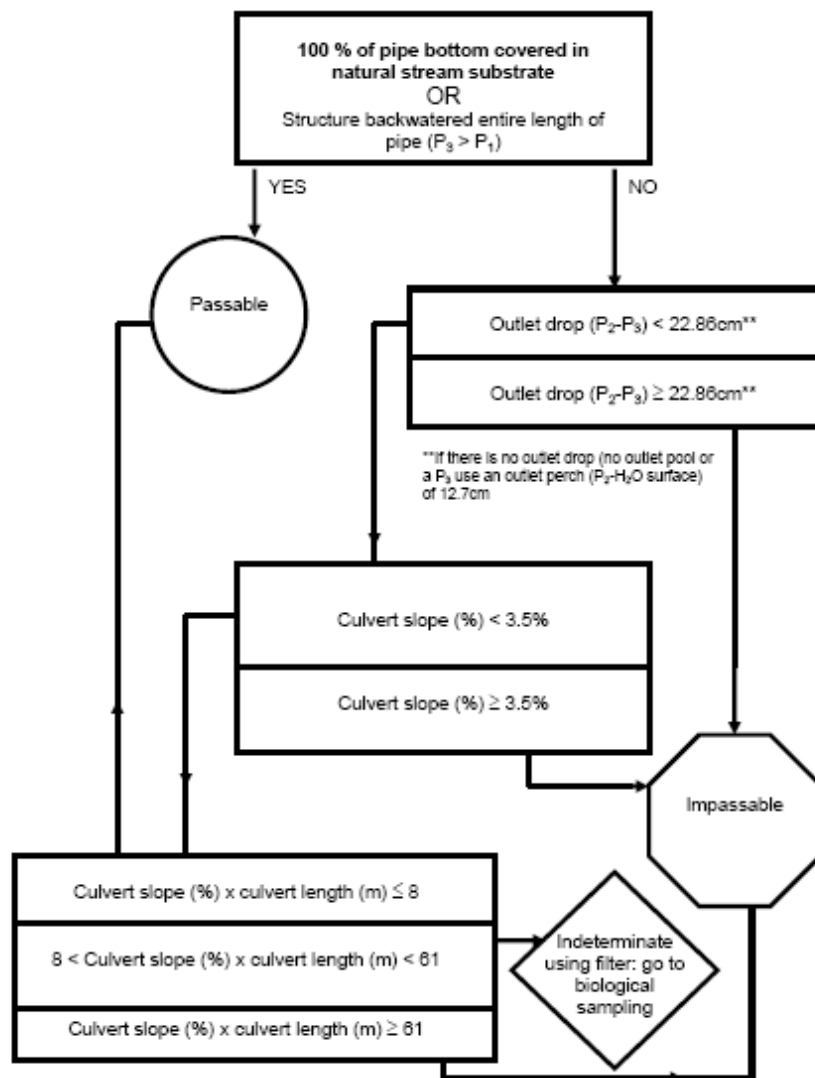 100 % of pipe bottom covered in
natural stream substrate
OR
Structure backwatered entire length of
pipe (P₃ > P₁)
YES
NO
Passable
Outlet drop (P₂-P₃) < 22.86cm**
Outlet drop (P₂-P₃) ≥ 22.86cm**
**If there is no outlet drop (no outlet pool or
a P₃ use an outlet perch (P₂-H₂O surface)
of 12.7cm
Culvert slope (%) < 3.5%
Culvert slope (%) ≥ 3.5%
Impassable
Culvert slope (%) x culvert length (m) ≤ 8
8 < Culvert slope (%) x culvert length (m) < 61
Culvert slope (%) x culvert length (m) ≥ 61
Indeterminate
using filter: go to
biological
sampling